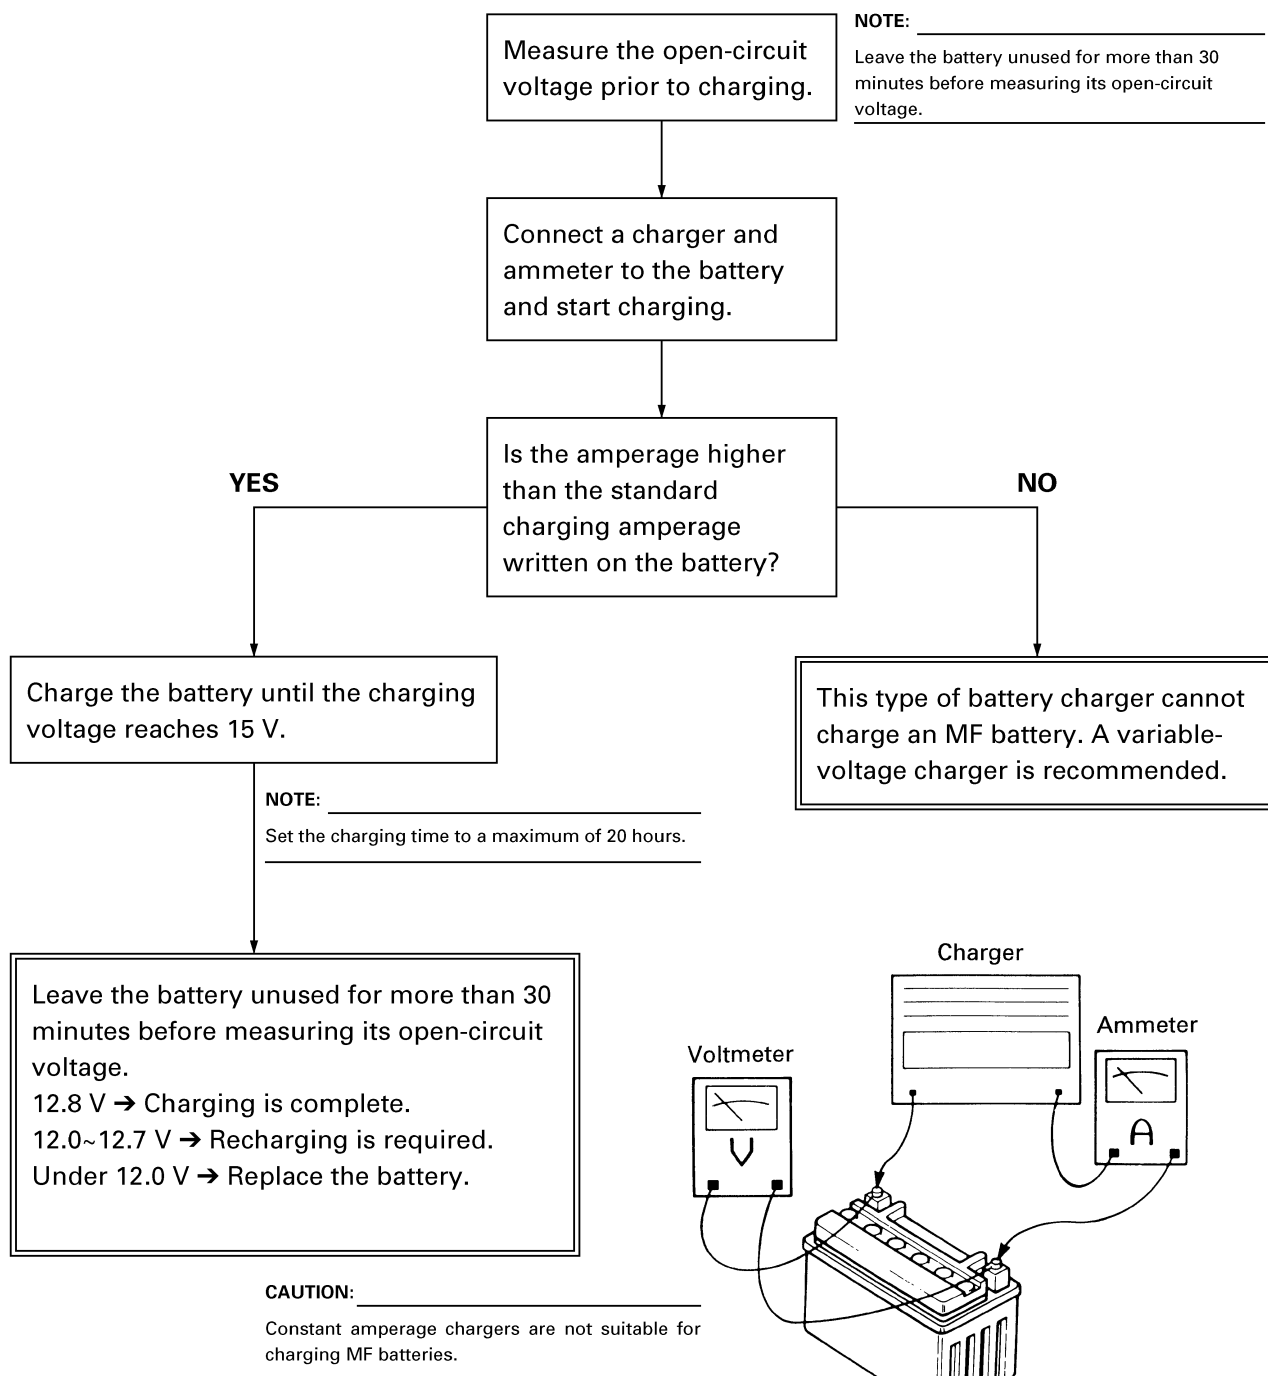 Measure the open-circuit
voltage prior to charging.
NOTE:
Leave the battery unused for more than 30
minutes before measuring its open-circuit
voltage.
Connect a charger and
ammeter to the battery
and start charging.
Is the amperage higher
than the standard
charging amperage
written on the battery?
YES
NO
Charge the battery until the charging
voltage reaches 15 V.
This type of battery charger cannot
charge an MF battery. A variable-
voltage charger is recommended.
NOTE:
Set the charging time to a maximum of 20 hours.
Leave the battery unused for more than 30
minutes before measuring its open-circuit
voltage.
12.8 V ➔ Charging is complete.
12.0~12.7 V ➔ Recharging is required.
Under 12.0 V ➔ Replace the battery.
Charger
Ammeter
Voltmeter
A
V
CAUTION:
Constant amperage chargers are not suitable for
charging MF batteries.